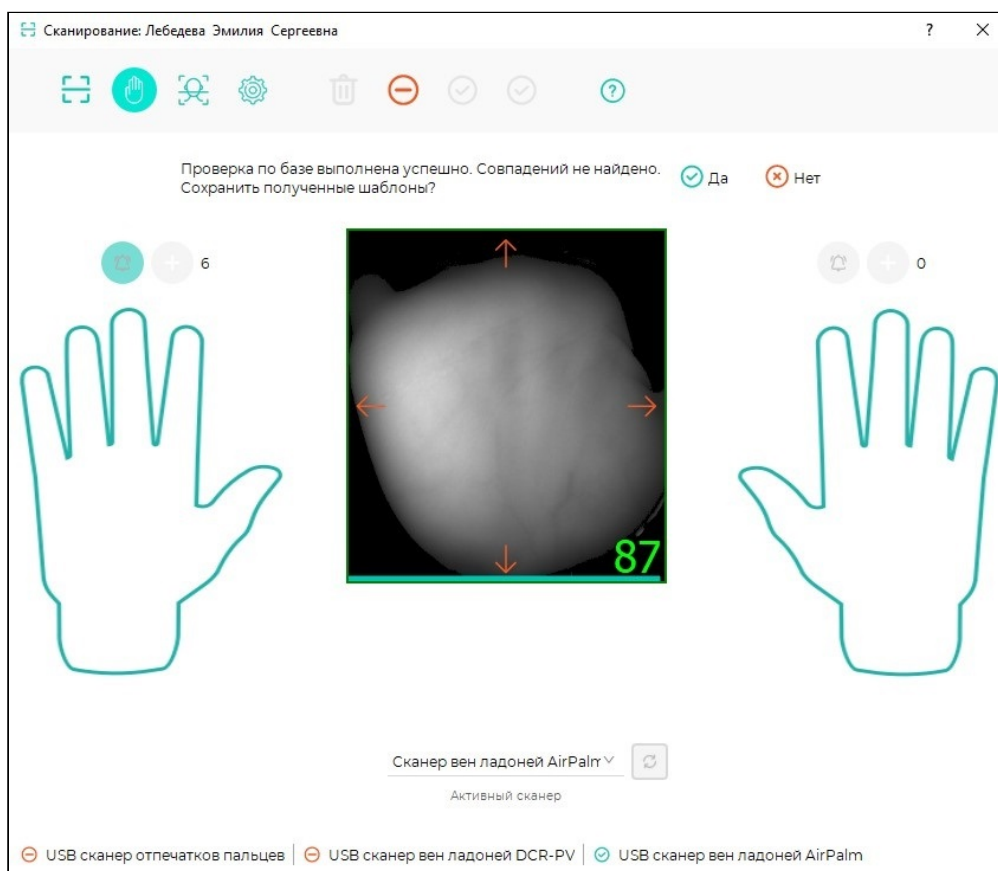 Сканирование: Лебедева Эмилия Сергеевна
?
?
Проверка по базе выполнена успешно. Совпадений не найдено.
Сохранить полученные шаблоны?
Да
Нет
6
0
87
Сканер вен ладоней AirPalm
Активный сканер
USB сканер отпечатков пальцев
USB сканер вен ладоней DCR-PV
USB сканер вен ладоней AirPalm